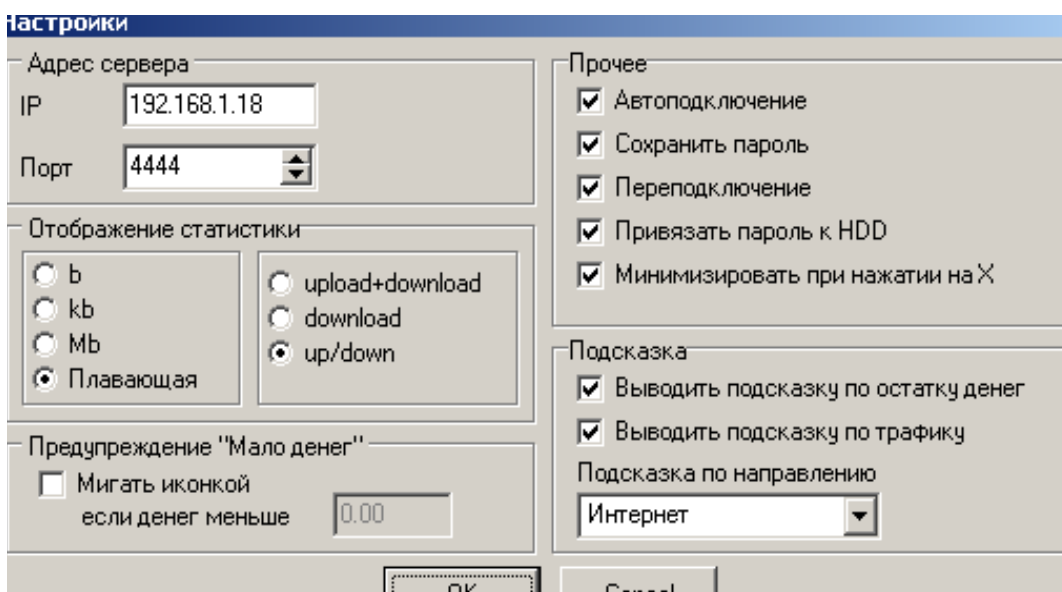 Настройки
Адрес сервера
IP
192.168.1.18
Порт
4444
Отображение статистики
b
kb
Mb
Плавающая
upload+download
download
up/down
Предупреждение "Мало денег"
Мигать иконкой
если денег меньше
0.00
Прочее
Автоподключение
Сохранить пароль
Переподключение
Привязать пароль к HDD
Минимизировать при нажатии на X
Подсказка
Выводить подсказку по остатку денег
Выводить подсказку по трафику
Подсказка по направлению
Интернет
OK
Cancel